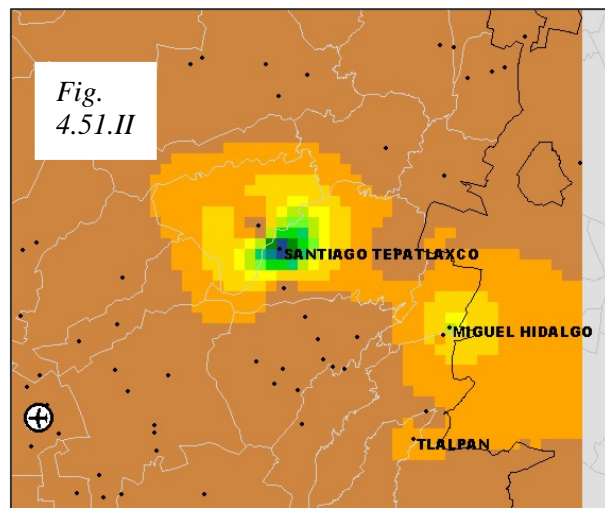 Fig.
4.51.II
SANTIAGO TEPATLAXCO
MIGUEL HIDALGO
TLALPAN